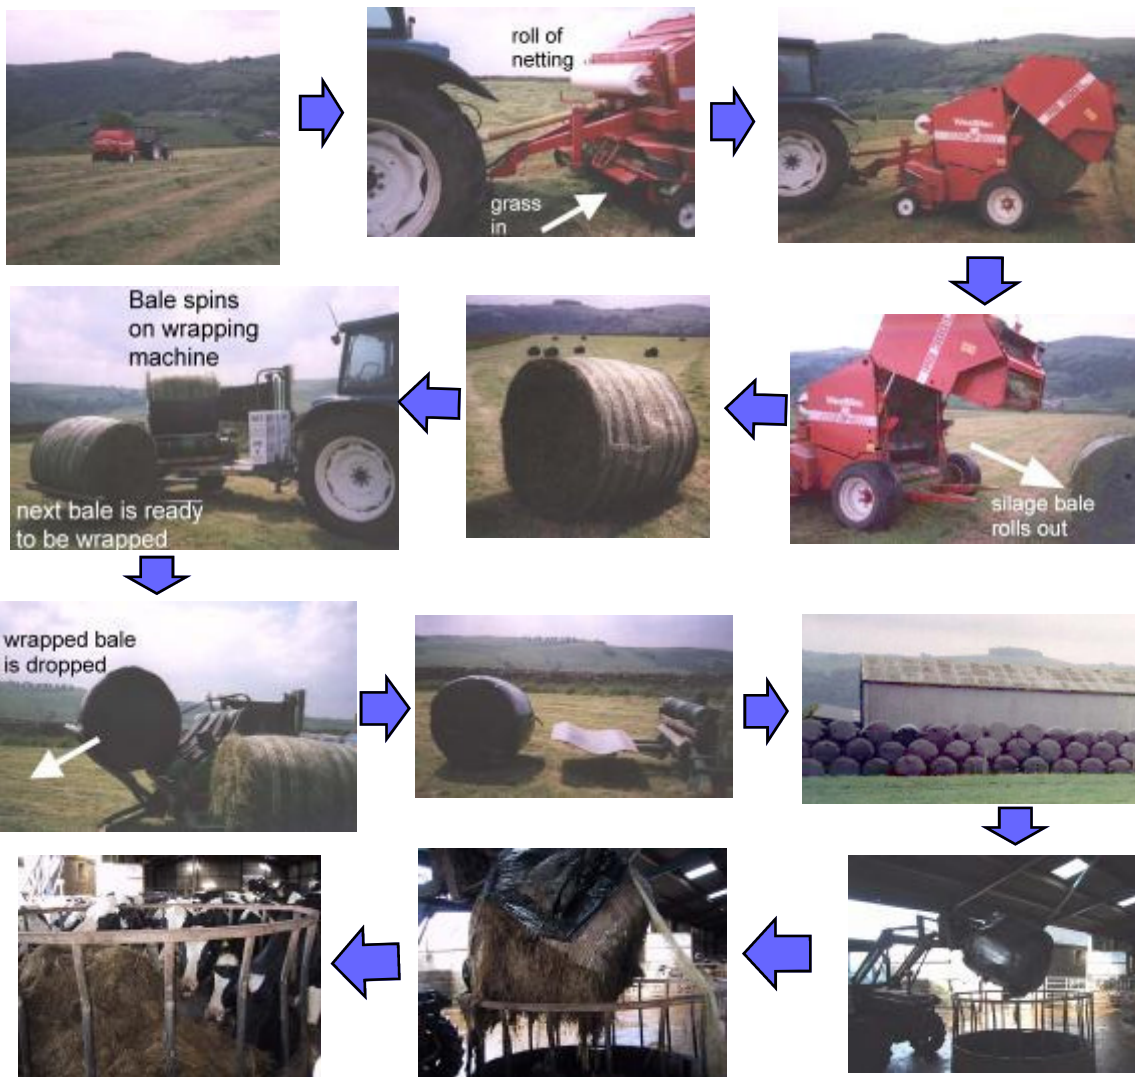 roll of
netting
grass
in
Bale spins
on wrapping
machine
next bale is ready
to be wrapped
silage bale
rolls out
wrapped bale
is dropped